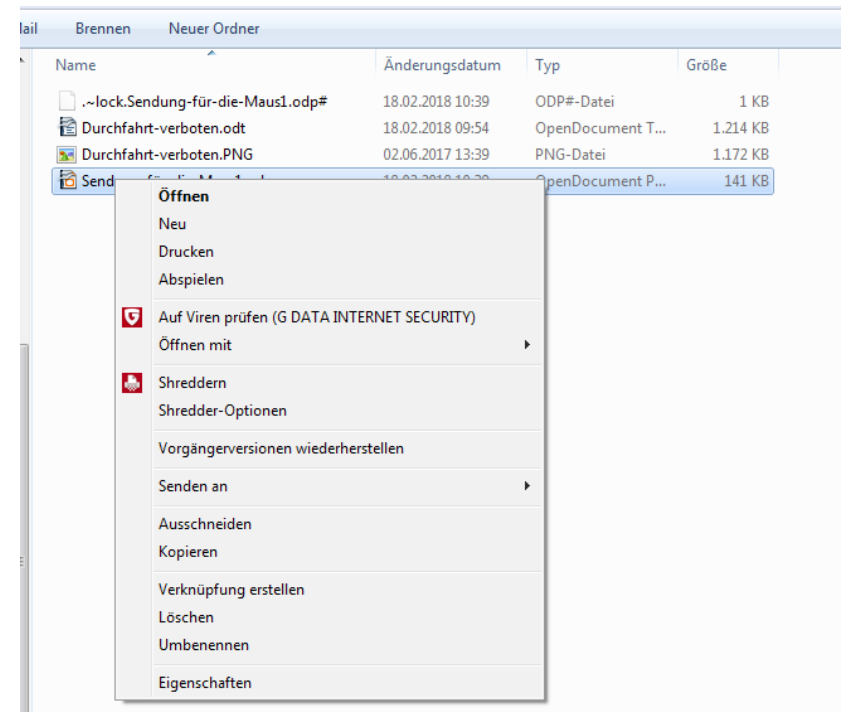 Brennen Neuer Ordner
Name Änderungsdatum Typ Größe
.~lock.Sendung-für-die-Maus1.odp# 18.02.2018 10:39 ODP#-Datei 1 KB
Durchfahrt-verboten.odt 18.02.2018 09:54 OpenDocument T... 1.214 KB
Durchfahrt-verboten.PNG 02.06.2017 13:39 PNG-Datei 1.172 KB
OpenDocument P... 141 KB
Öffnen
Neu
Drucken
Abspielen
Auf Viren prüfen (G DATA INTERNET SECURITY)
Öffnen mit
Shreddern
Shredder-Optionen
Vorgängerversionen wiederherstellen
Senden an
Ausschneiden
Kopieren
Verknüpfung erstellen
Löschen
Umbenennen
Eigenschaften